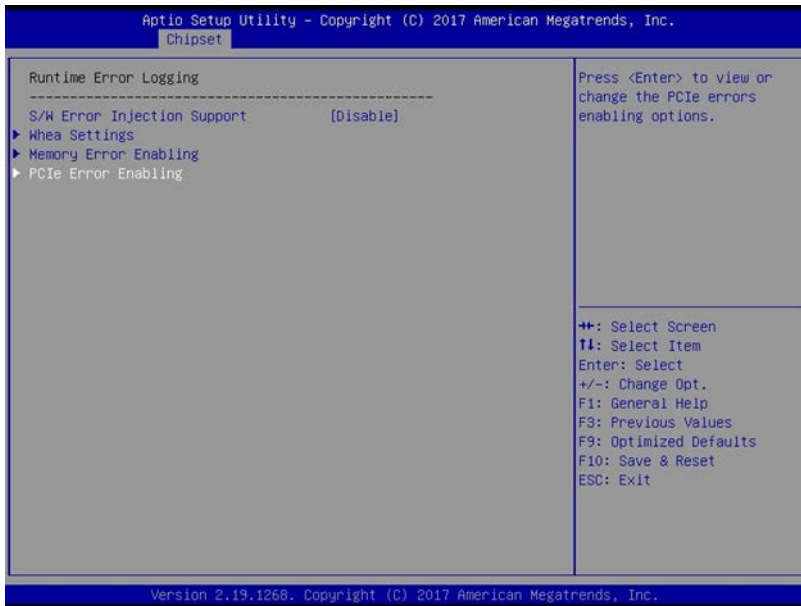 Aptio Setup Utility – Copyright (C) 2017 American Megatrends, Inc.
Chipset
Runtime Error Logging
--------------------------------------------------
S/W Error Injection Support [Disable]
▶ Whea Settings
▶ Memory Error Enabling
▶ PCIe Error Enabling
Press <Enter> to view or
change the PCIe errors
enabling options.
→←: Select Screen
↑↓: Select Item
Enter: Select
+/-: Change Opt.
F1: General Help
F3: Previous Values
F9: Optimized Defaults
F10: Save & Reset
ESC: Exit
Version 2.19.1268. Copyright (C) 2017 American Megatrends, Inc.